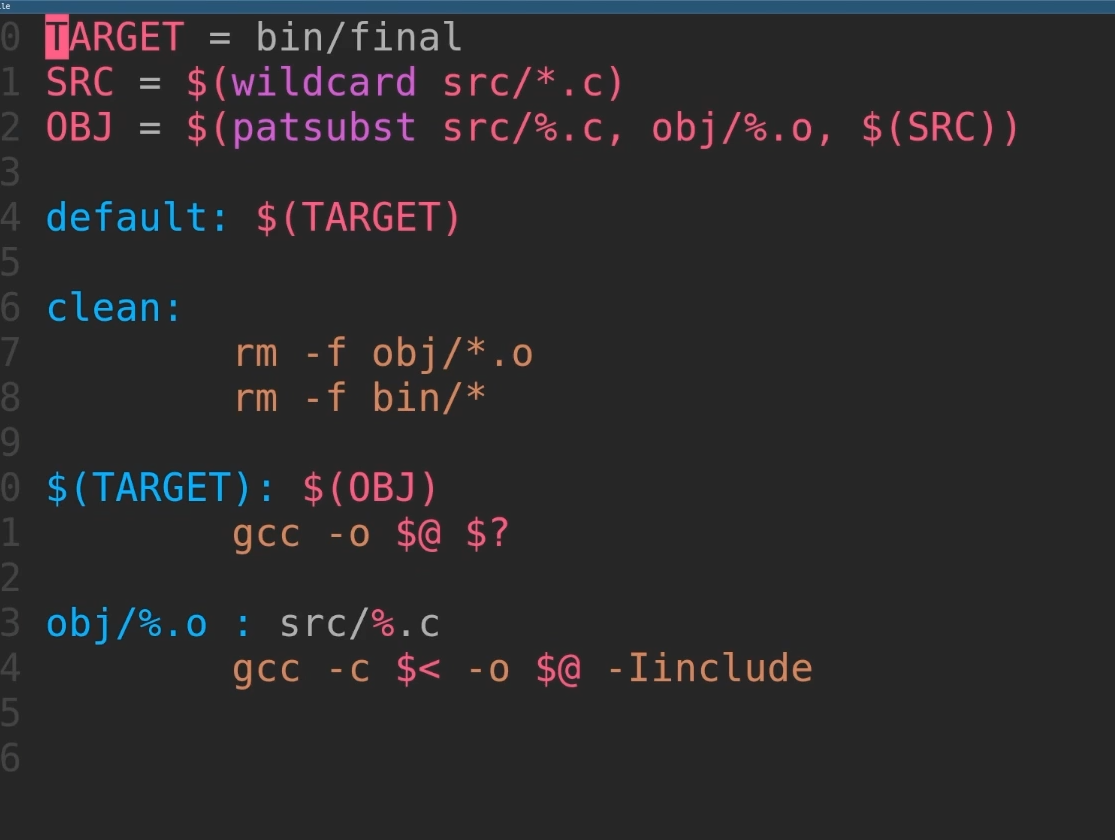 le
0 TARGET = bin/final
1 SRC = $(wildcard src/*.c)
2 OBJ = $(patsubst src/%.c, obj/%.o, $(SRC))
3
4 default: $(TARGET)
5
6 clean:
7 rm -f obj/*.o
8 rm -f bin/*
9
0 $(TARGET): $(OBJ)
1 gcc -o $@ $?
2
3 obj/%.o : src/%.c
4 gcc -c $< -o $@ -Iinclude
5
6